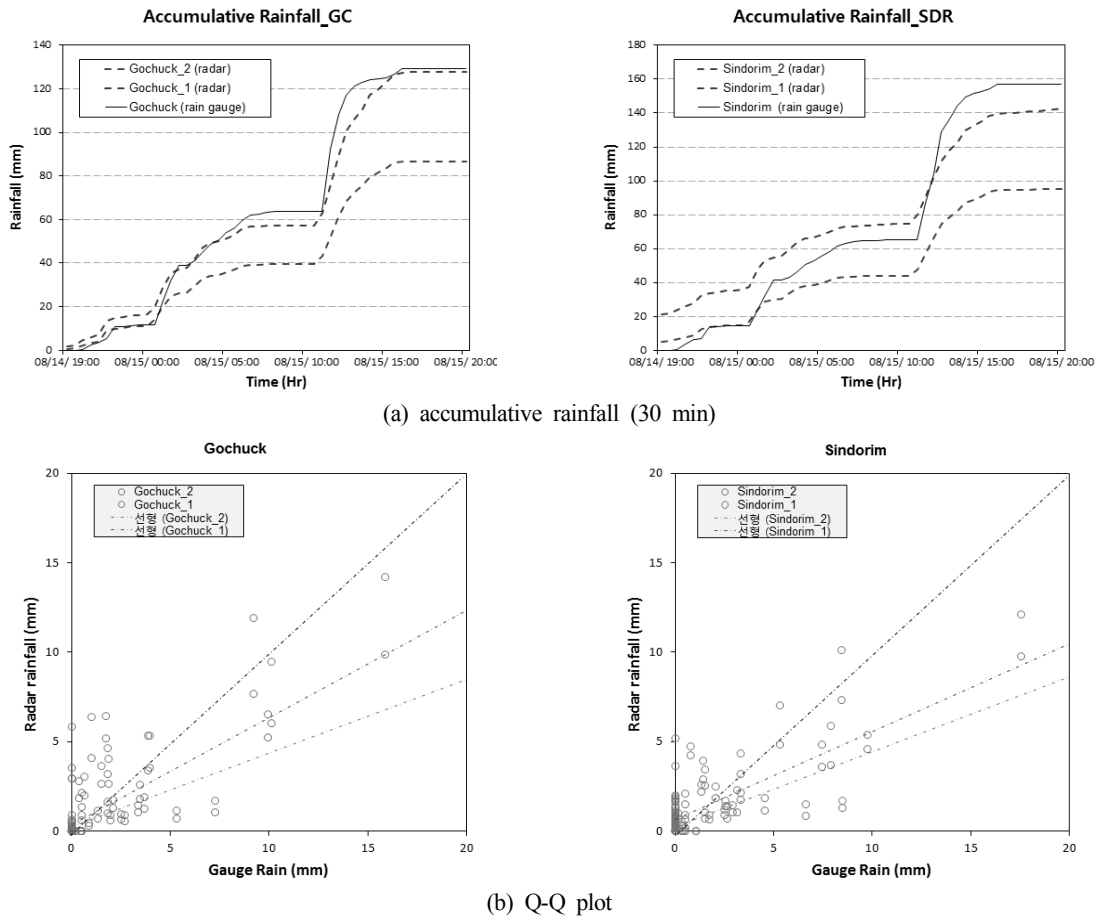 Accumulative Rainfall_GC
140
120
100
80
60
40
20
0
Rainfall (mm)
Gochuck_2 (radar)
Gochuck_1 (radar)
Gochuck (rain gauge)
08/14/ 19:00 08/15/ 00:00 08/15/ 05:00 08/15/ 10:00 08/15/ 15:00 08/15/ 20:00
Time (Hr)
Accumulative Rainfall_SDR
180
160
140
120
100
80
60
40
20
0
Rainfall (mm)
Sindorim_2 (radar)
Sindorim_1 (radar)
Sindorim (rain gauge)
08/14/ 19:00 08/15/ 00:00 08/15/ 05:00 08/15/ 10:00 08/15/ 15:00 08/15/ 20:00
Time (Hr)
(a) accumulative rainfall (30 min)
Gochuck
20
15
10
5
0
Radar rainfall (mm)
Gochuck_2
Gochuck_1
선형 (Gochuck_2)
선형 (Gochuck_1)
0 5 10 15 20
Gauge Rain (mm)
Sindorim
20
15
10
5
0
Radar rainfall (mm)
Sindorim_2
Sindorim_1
선형 (Sindorim_2)
선형 (Sindorim_1)
0 5 10 15 20
Gauge Rain (mm)
(b) Q-Q plot